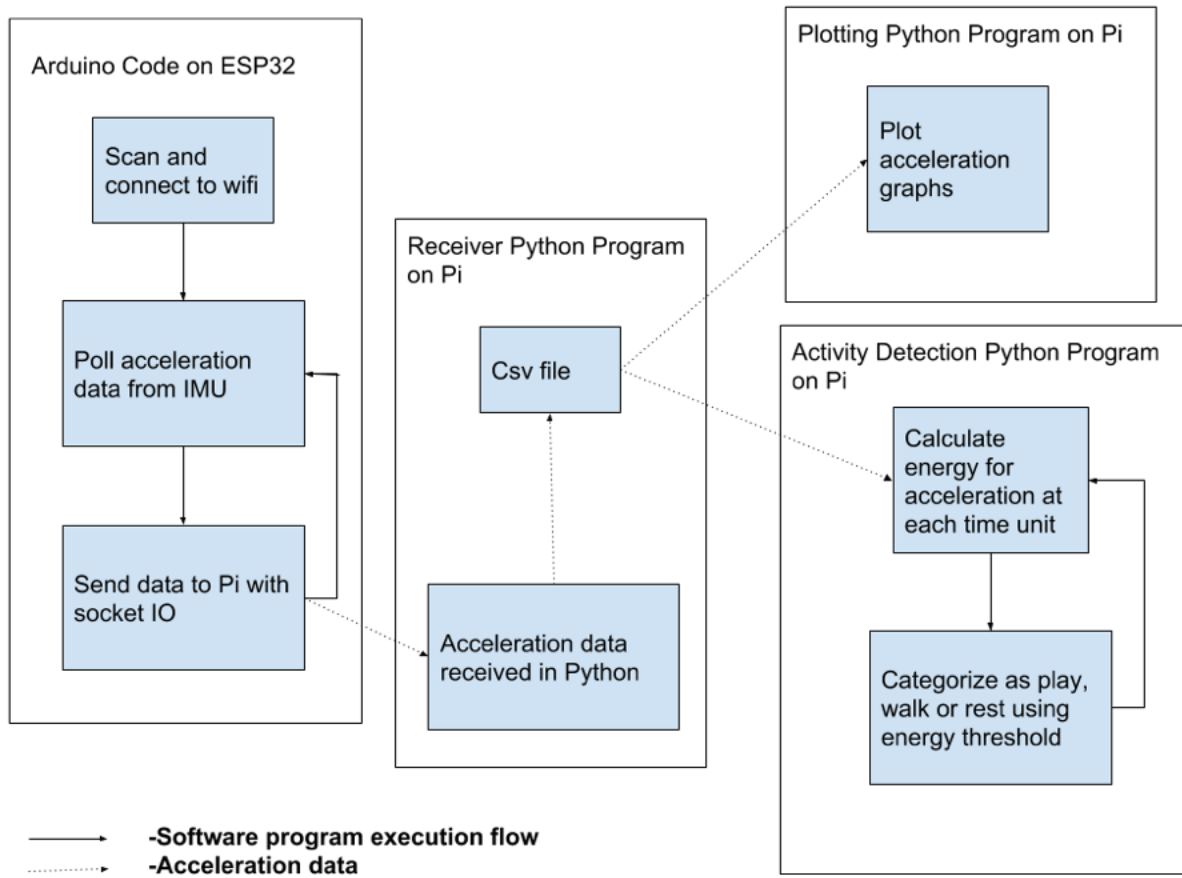 Arduino Code on ESP32
Scan and
connect to wifi
Poll acceleration
data from IMU
Send data to Pi with
socket IO
Receiver Python Program
on Pi
Csv file
Acceleration data
received in Python
Plotting Python Program on Pi
Plot
acceleration
graphs
Activity Detection Python Program
on Pi
Calculate
energy for
acceleration at
each time unit
Categorize as play,
walk or rest using
energy threshold
-Software program execution flow
-Acceleration data